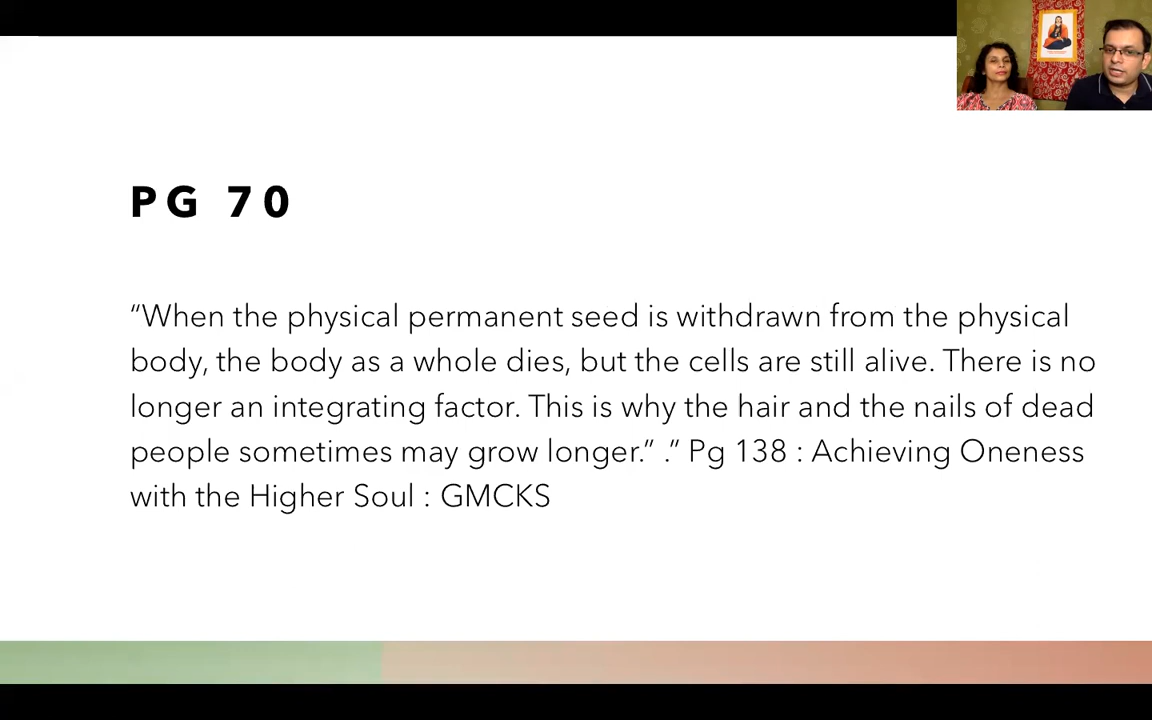 PG 70
“When the physical permanent seed is withdrawn from the physical
body, the body as a whole dies, but the cells are still alive. There is no
longer an integrating factor. This is why the hair and the nails of dead
people sometimes may grow longer.” .” Pg 138 : Achieving Oneness
with the Higher Soul : GMCKS